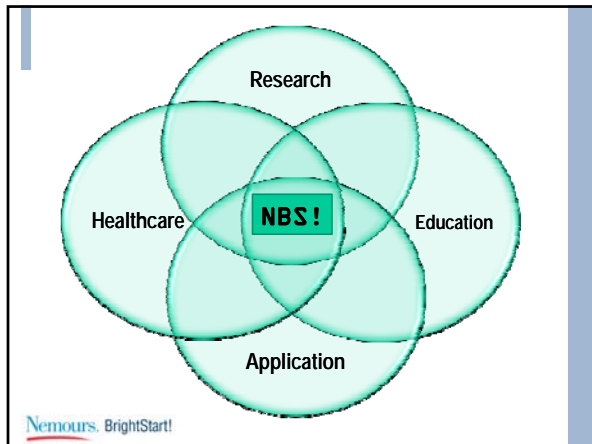 Research
Healthcare
NBS!
Education
Application
Nemours. BrightStart!